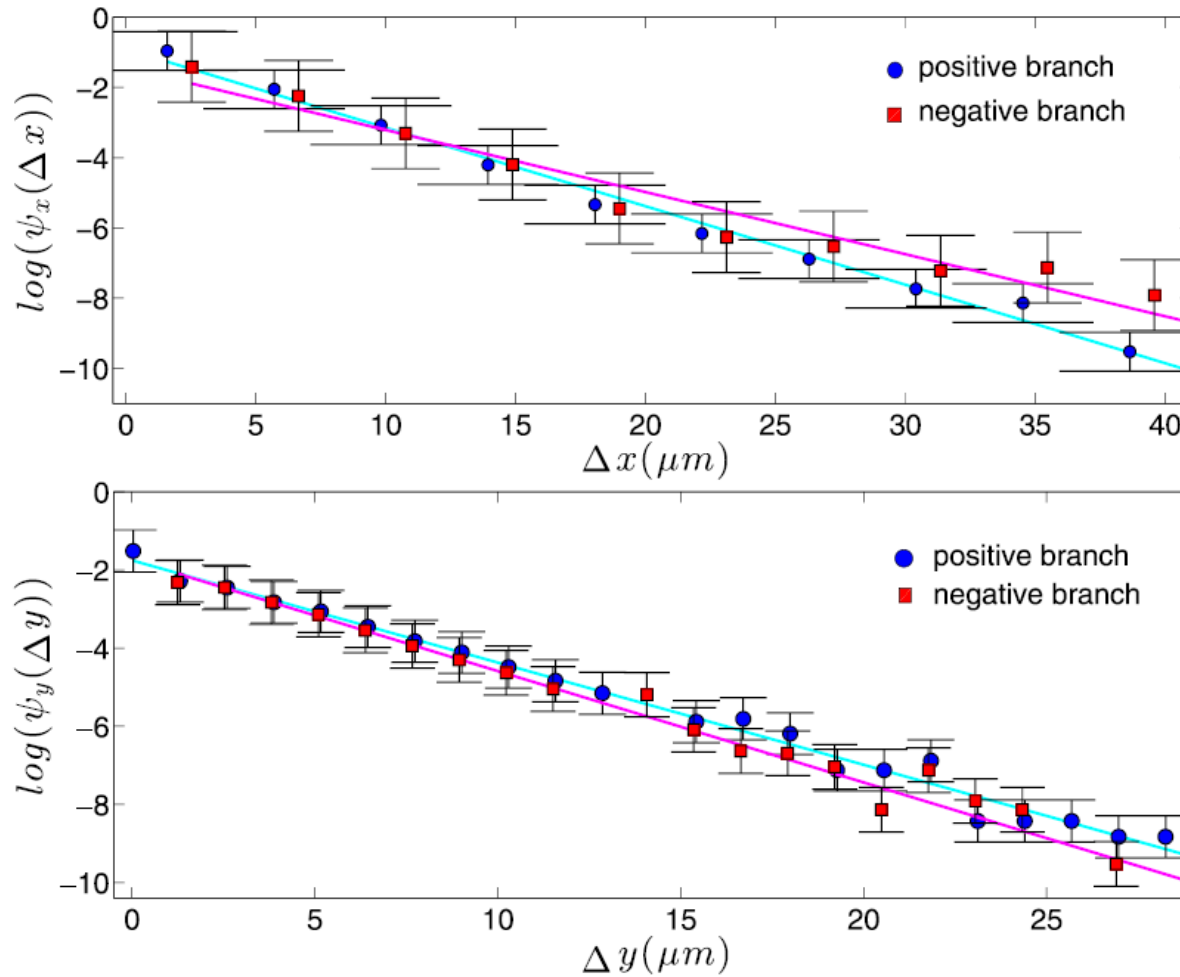 0
−2
−4
−6
−8
−10
log(ψx(Δx))
positive branch
negative branch
0 5 10 15 20 25 30 35 40
Δx(μm)
0
−2
−4
−6
−8
−10
log(ψy(Δy))
positive branch
negative branch
0 5 10 15 20 25
Δy(μm)